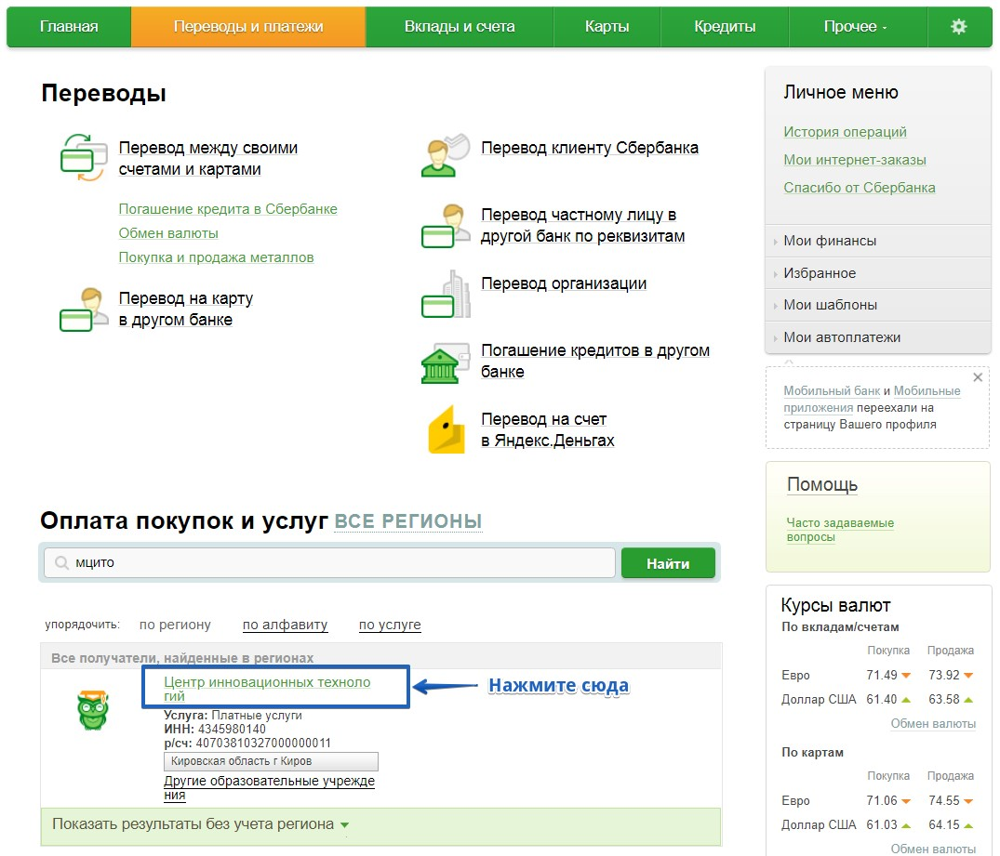 Главная
Переводы и платежи
Вклады и счета
Карты
Кредиты
Прочее
Переводы
Перевод между своими
счетами и картами
Погашение кредита в Сбербанке
Обмен валюты
Покупка и продажа металлов
Перевод на карту
в другом банке
Перевод клиенту Сбербанка
Перевод частному лицу в
другой банк по реквизитам
Перевод организации
Погашение кредитов в другом
банке
Перевод на счет
в Яндекс.Деньгах
Оплата покупок и услуг ВСЕ РЕГИОНЫ
мцито
Найти
упорядочить: по региону по алфавиту по услуге
Все получатели, найденные в регионах
Центр инновационных техноло
гий
Нажмите сюда
Услуга: Платные услуги
ИНН: 4345980140
р/сч: 40703810327000000011
Кировская область г Киров
Другие образовательные учрежде
ния
Показать результаты без учета региона
Личное меню
История операций
Мои интернет-заказы
Спасибо от Сбербанка
Мои финансы
Избранное
Мои шаблоны
Мои автоплатежи
Мобильный банк и Мобильные
приложения переехали на
страницу Вашего профиля
Помощь
Часто задаваемые
вопросы
Курсы валют
По вкладам/счетам
Покупка Продажа
Евро 71.49 73.92
Доллар США 61.40 63.58
Обмен валюты
По картам
Покупка Продажа
Евро 71.06 74.55
Доллар США 61.03 64.15
Обмен валюты